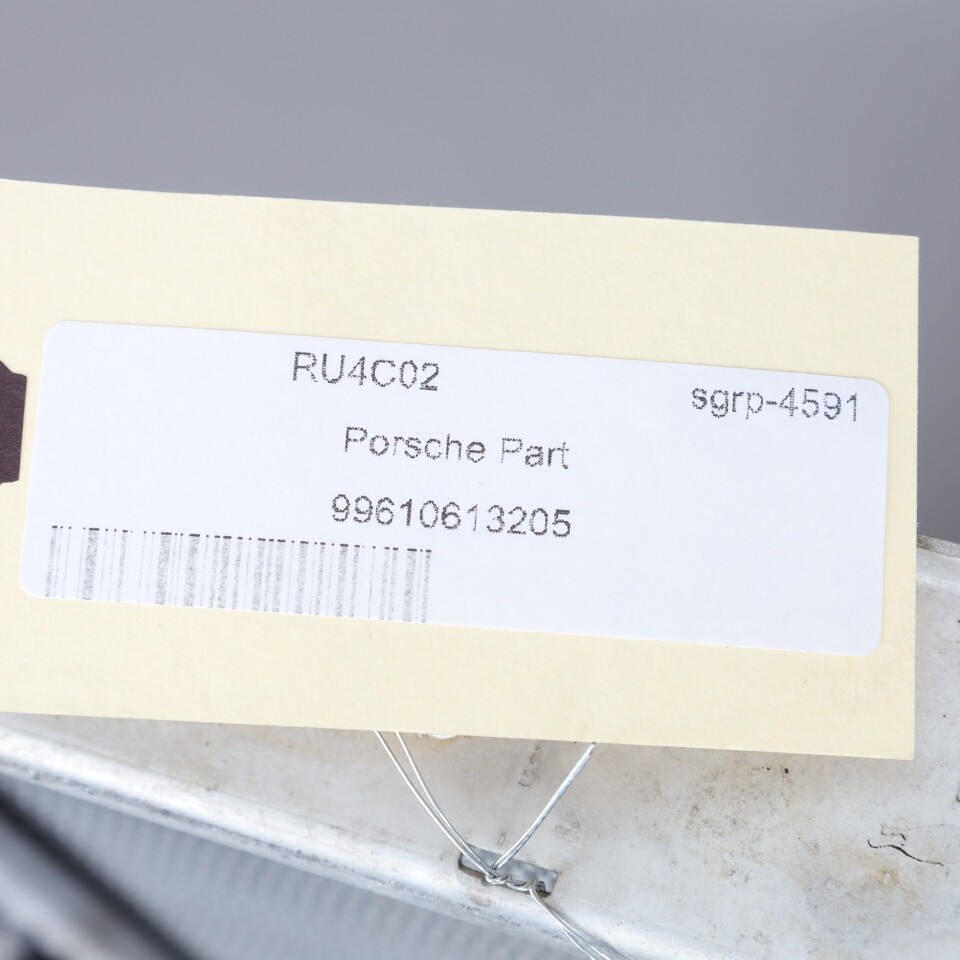 RU4C02
sgrp-4591
Porsche Part
99610613205